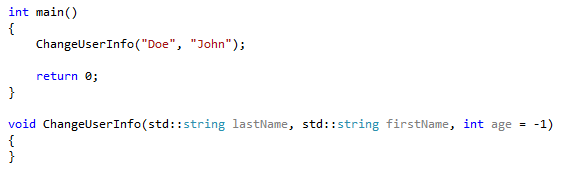 int main()
{
ChangeUserInfo("Doe", "John");
return 0;
}
void ChangeUserInfo(std::string lastName, std::string firstName, int age = -1)
{
}